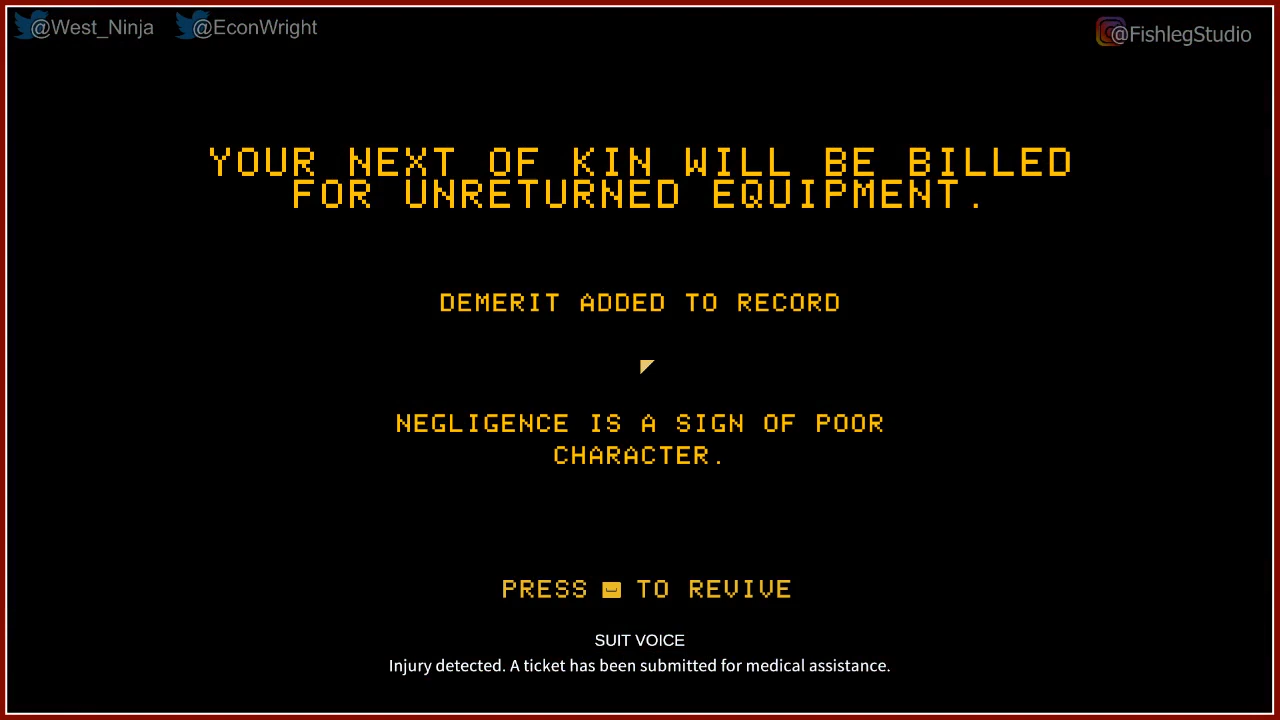 @West_Ninja @EconWright @FishlegStudio
YOUR NEXT OF KIN WILL BE BILLED
FOR UNRETURNED EQUIPMENT.
DEMERIT ADDED TO RECORD
NEGLIGENCE IS A SIGN OF POOR
CHARACTER.
PRESS TO REVIVE
SUIT VOICE
Injury detected. A ticket has been submitted for medical assistance.